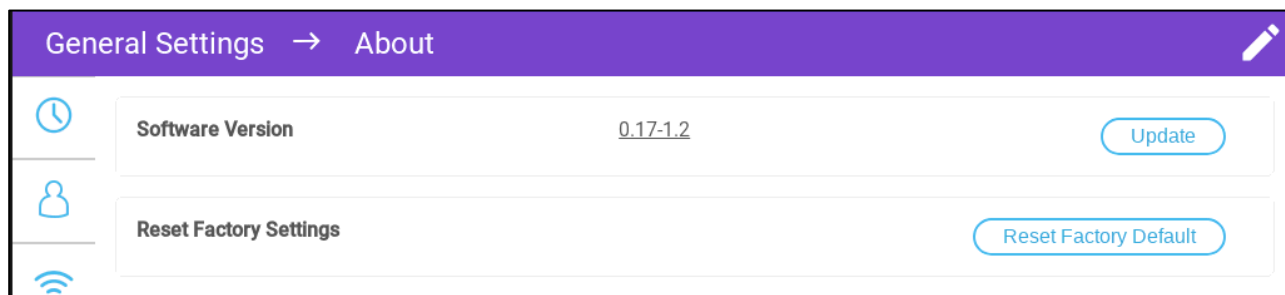 General Settings → About
Software Version 0.17-1.2 Update
Reset Factory Settings Reset Factory Default